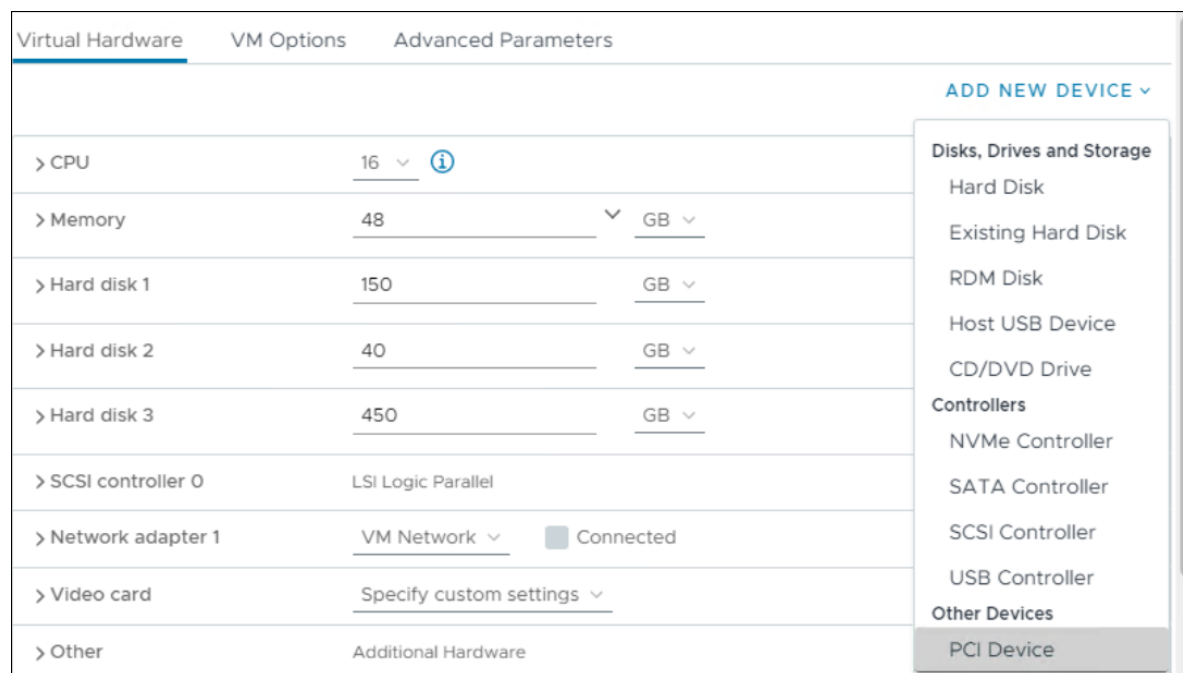 Virtual Hardware VM Options Advanced Parameters
ADD NEW DEVICE
CPU 16
Memory 48 GB
Hard disk 1 150 GB
Hard disk 2 40 GB
Hard disk 3 450 GB
SCSI controller 0 LSI Logic Parallel
Network adapter 1 VM Network Connected
Video card Specify custom settings
Other Additional Hardware
Disks, Drives and Storage
Hard Disk
Existing Hard Disk
RDM Disk
Host USB Device
CD/DVD Drive
Controllers
NVMe Controller
SATA Controller
SCSI Controller
USB Controller
Other Devices
PCI Device